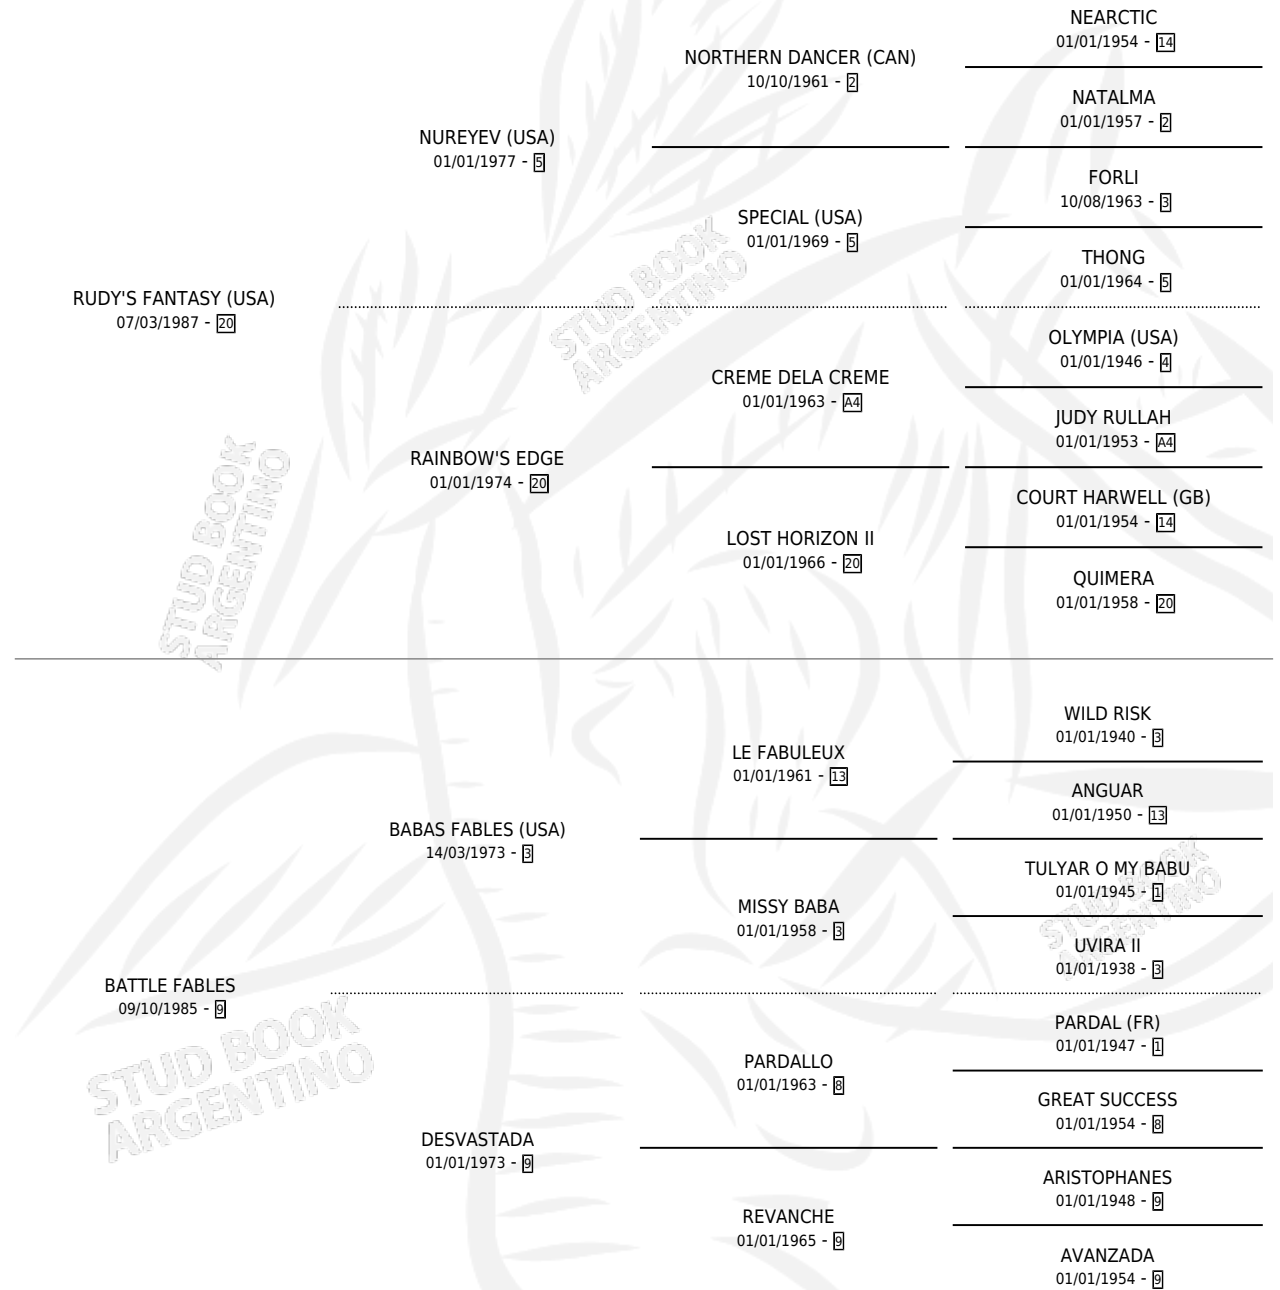 NEARCTIC
01/01/1954 - 14
NORTHERN DANCER (CAN)
10/10/1961 - 2
NATALMA
01/01/1957 - 2
NUREYEV (USA)
01/01/1977 - 5
FORLI
10/08/1963 - 3
SPECIAL (USA)
01/01/1969 - 5
THONG
01/01/1964 - 5
RUDY'S FANTASY (USA)
07/03/1987 - 20
OLYMPIA (USA)
01/01/1946 - 4
CREME DELA CREME
01/01/1963 - A4
JUDY RULLAH
01/01/1953 - A4
RAINBOW'S EDGE
01/01/1974 - 20
COURT HARWELL (GB)
01/01/1954 - 14
LOST HORIZON II
01/01/1966 - 20
QUIMERA
01/01/1958 - 20
WILD RISK
01/01/1940 - 3
LE FABULEUX
01/01/1961 - 13
ANGUAR
01/01/1950 - 13
BABAS FABLES (USA)
14/03/1973 - 3
TULYAR O MY BABU
01/01/1945 - 1
MISSY BABA
01/01/1958 - 3
UVIRA II
01/01/1938 - 3
BATTLE FABLES
09/10/1985 - 9
PARDAL (FR)
01/01/1947 - 1
PARDALLO
01/01/1963 - 8
GREAT SUCCESS
01/01/1954 - 8
DESVASTADA
01/01/1973 - 9
ARISTOPHANES
01/01/1948 - 9
REVANCHE
01/01/1965 - 9
AVANZADA
01/01/1954 - 9
STUD BOOK
ARGENTINO
STUD BOOK
ARGENTINO
STUD BOOK
ARGENTINO
STUD BOOK
ARGENTINO